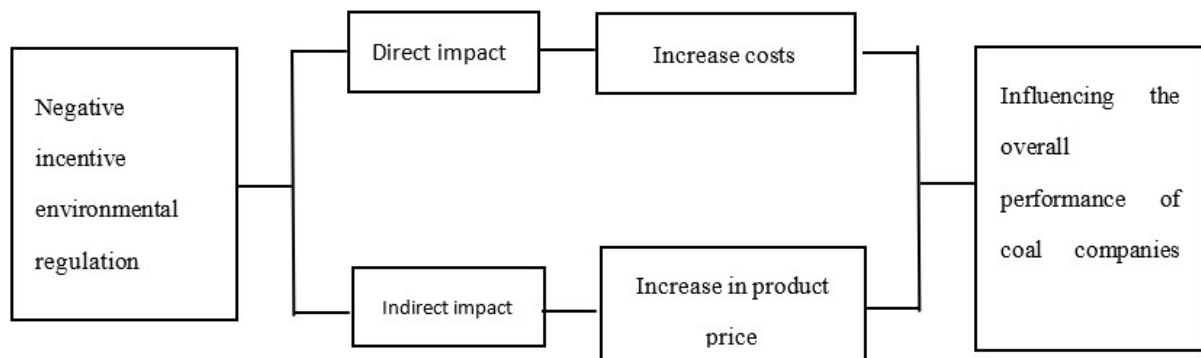 Negative
incentive
environmental
regulation
Direct impact
Increase costs
Indirect impact
Increase in product
price
Influencing the
overall
performance of
coal companies